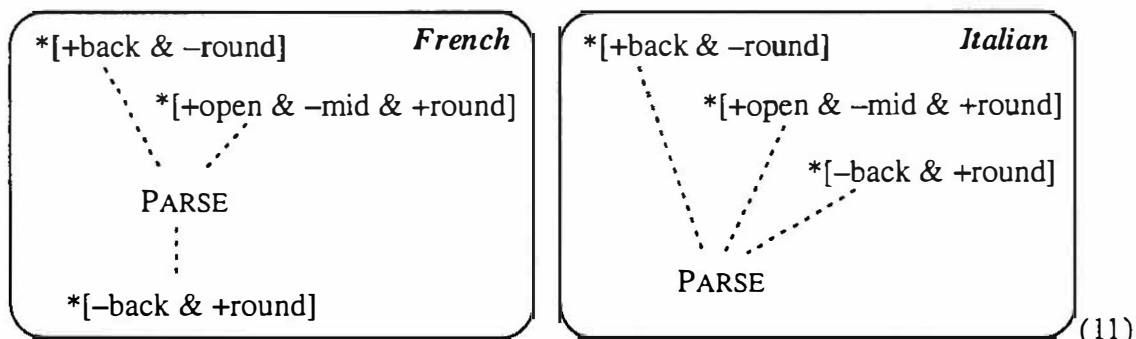 *[+back & –round] French
*[+open & –mid & +round]
PARSE
*[–back & +round]
*[+back & –round] Italian
*[+open & –mid & +round]
*[–back & +round]
PARSE
(11)